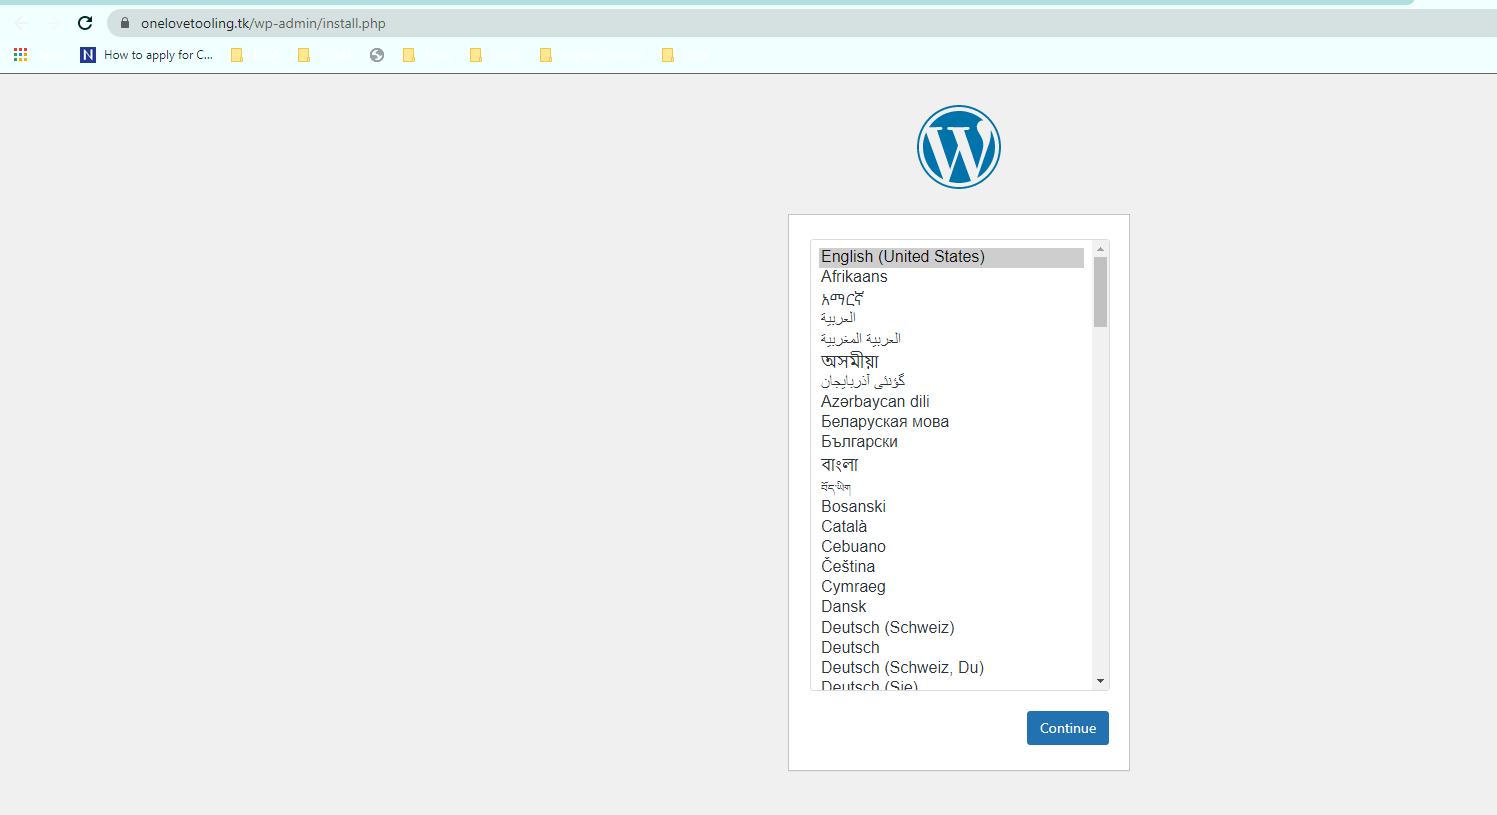 onelovetooling.tk/wp-admin/install.php
How to apply for C...
English (United States)
Afrikaans
አማርኛ
العربية
العربية المغربية
অসমীয়া
گؤنئی آذربایجان
Azərbaycan dili
Беларуская мова
Български
বাংলা
བོད་ཡིག
Bosanski
Català
Cebuano
Čeština
Cymraeg
Dansk
Deutsch (Schweiz)
Deutsch
Deutsch (Schweiz, Du)
Deutsch (Sie)
Continue